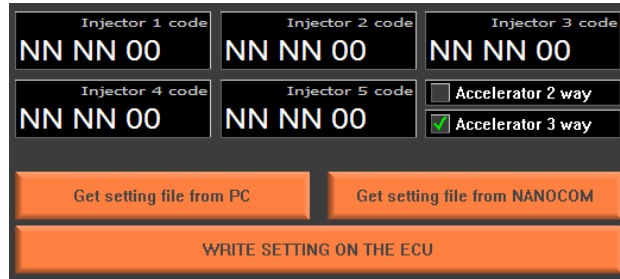 Injector 1 code
Injector 2 code
Injector 3 code
NN NN 00
NN NN 00
NN NN 00
Injector 4 code
Injector 5 code
NN NN 00
NN NN 00
Accelerator 2 way
Accelerator 3 way
Get setting file from PC
Get setting file from NANOCOM
WRITE SETTING ON THE ECU